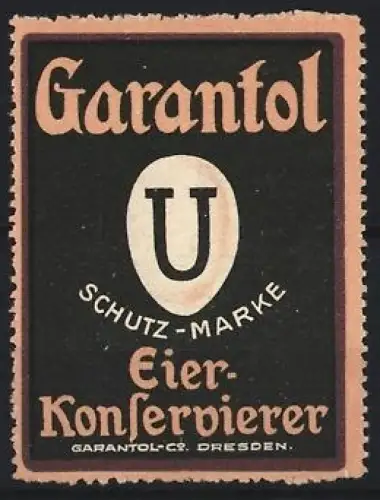 Garantol
U
SCHUTZ-MARKE
Eier-
Konſervierer
GARANTOL-Co. DRESDEN.